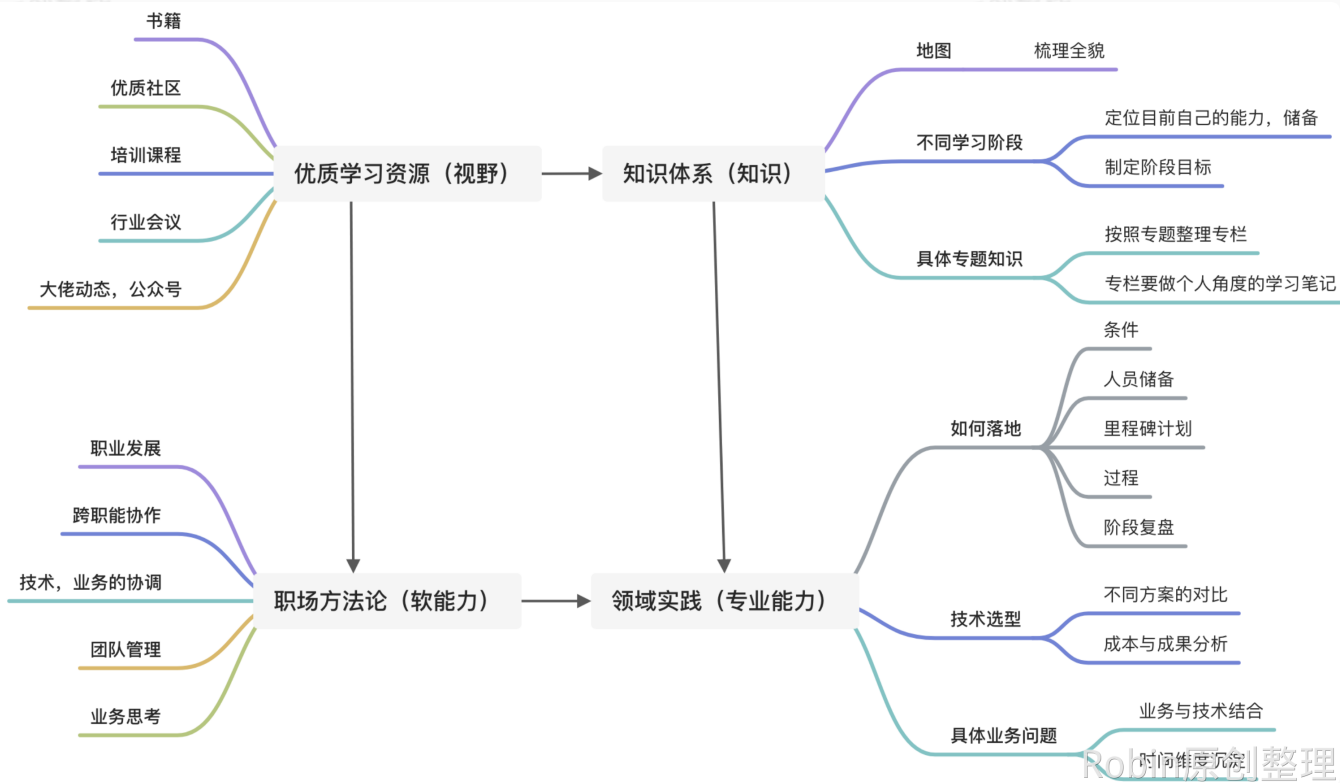 书籍
优质社区
培训课程
行业会议
大佬动态，公众号
优质学习资源（视野）
知识体系（知识）
地图
梳理全貌
不同学习阶段
定位目前自己的能力，储备
制定阶段目标
具体专题知识
按照专题整理专栏
专栏要做个人角度的学习笔记
职业发展
跨职能协作
技术，业务的协调
团队管理
业务思考
职场方法论（软能力）
领域实践（专业能力）
如何落地
条件
人员储备
里程碑计划
过程
阶段复盘
技术选型
不同方案的对比
成本与成果分析
具体业务问题
业务与技术结合
时间维度沉淀
Robin原创整理